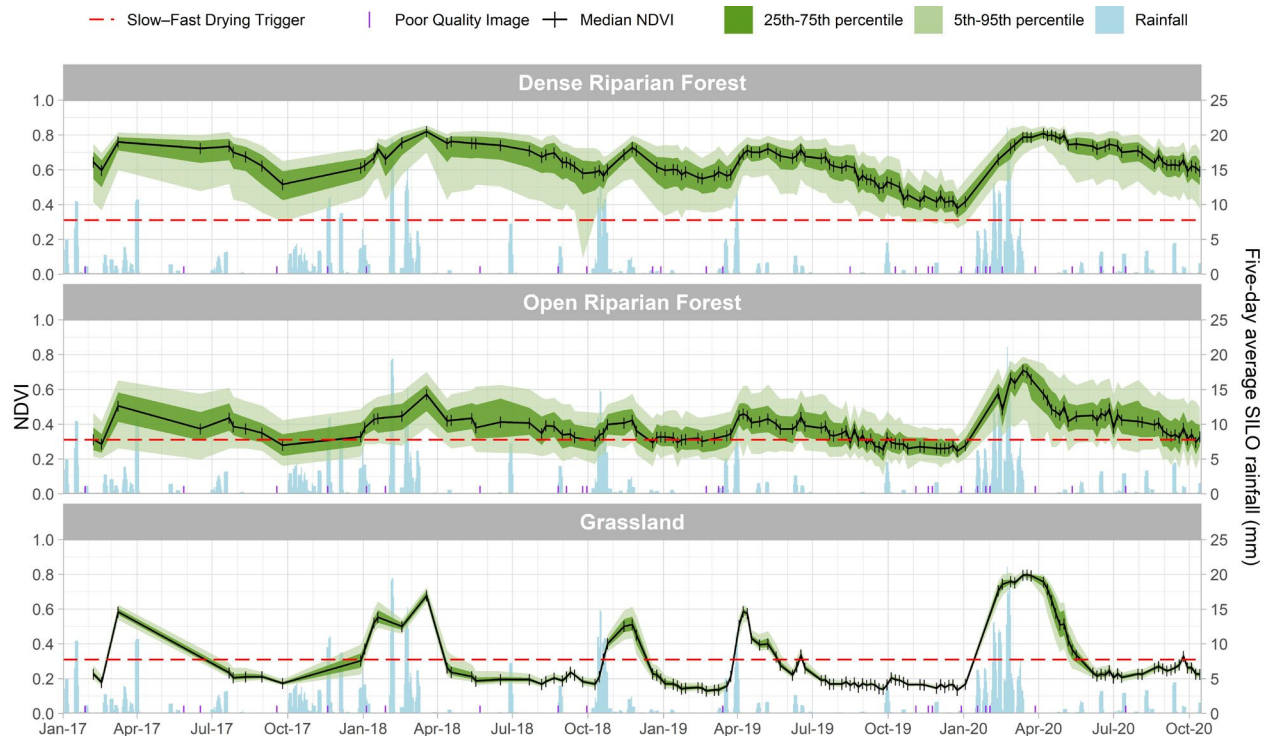 Slow–Fast Drying Trigger Poor Quality Image Median NDVI 25th-75th percentile 5th-95th percentile Rainfall
Dense Riparian Forest
1.0 25
0.8 20
0.6 15
0.4 10
0.2 5
0.0 0
Open Riparian Forest
1.0 25
0.8 20
0.6 15
0.4 10
0.2 5
0.0 0
Grassland
1.0 25
0.8 20
0.6 15
0.4 10
0.2 5
0.0 0
NDVI
Five-day average SILO rainfall (mm)
Jan-17 Apr-17 Jul-17 Oct-17 Jan-18 Apr-18 Jul-18 Oct-18 Jan-19 Apr-19 Jul-19 Oct-19 Jan-20 Apr-20 Jul-20 Oct-20